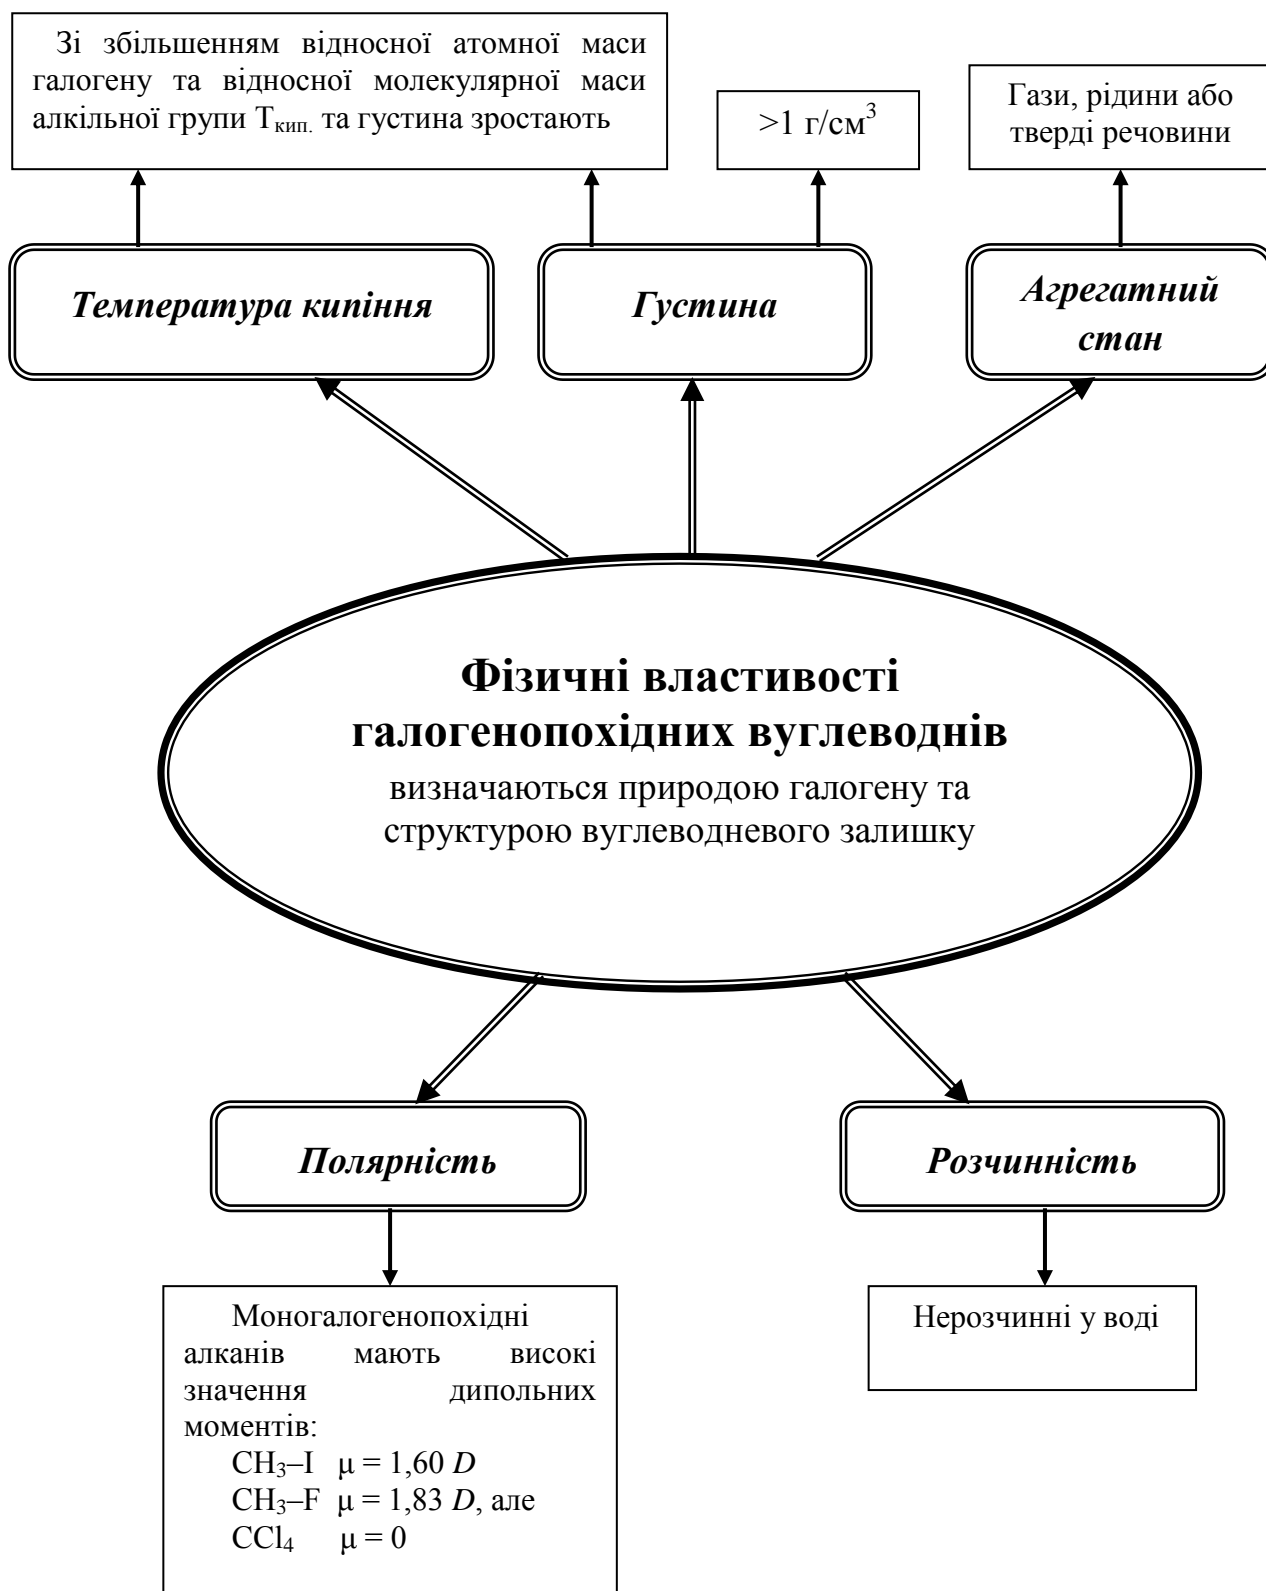 Зі збільшенням відносної атомної маси
галогену та відносної молекулярної маси
алкільної групи Ткип. та густина зростають
>1 г/см³
Гази, рідини або
тверді речовини
Температура кипіння
Густина
Агрегатний
стан
Фізичні властивості
галогенопохідних вуглеводнів
визначаються природою галогену та
структурою вуглеводневого залишку
Полярність
Розчинність
Моногалогенопохідні
алканів мають високі
значення дипольних
моментів:
CH₃–I μ = 1,60 D
CH₃–F μ = 1,83 D, але
CCl₄ μ = 0
Нерозчинні у воді